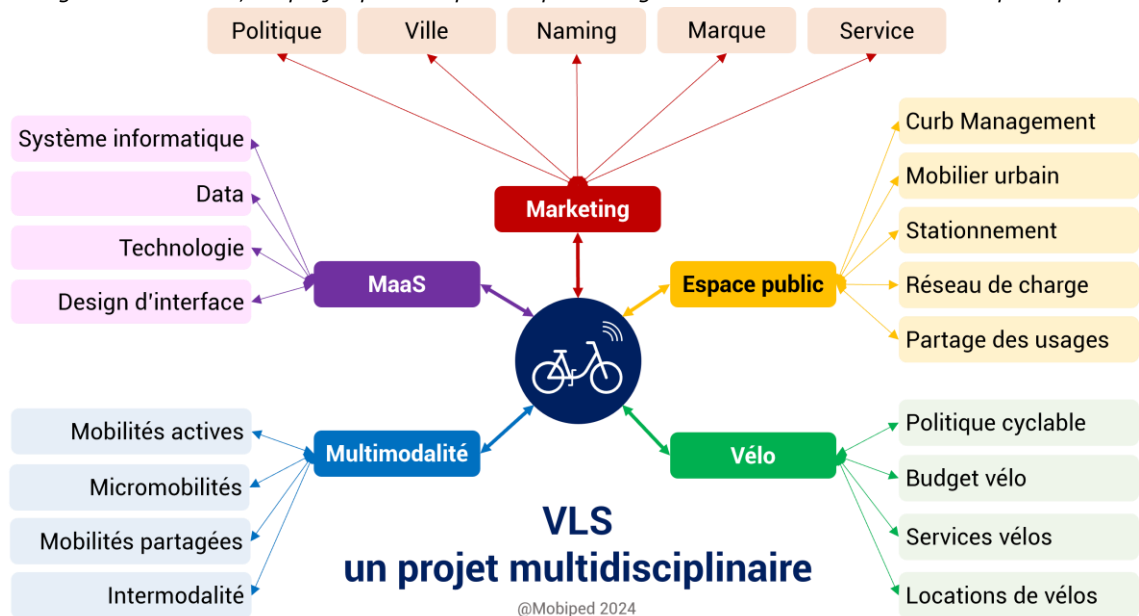 Politique
Ville
Naming
Marque
Service
Système informatique
Data
Technologie
Design d'interface
Marketing
MaaS
Espace public
Curb Management
Mobilier urbain
Stationnement
Réseau de charge
Partage des usages
Mobilités actives
Micromobilités
Mobilités partagées
Intermodalité
Multimodalité
Vélo
Politique cyclable
Budget vélo
Services vélos
Locations de vélos
VLS
un projet multidisciplinaire
@Mobiped 2024